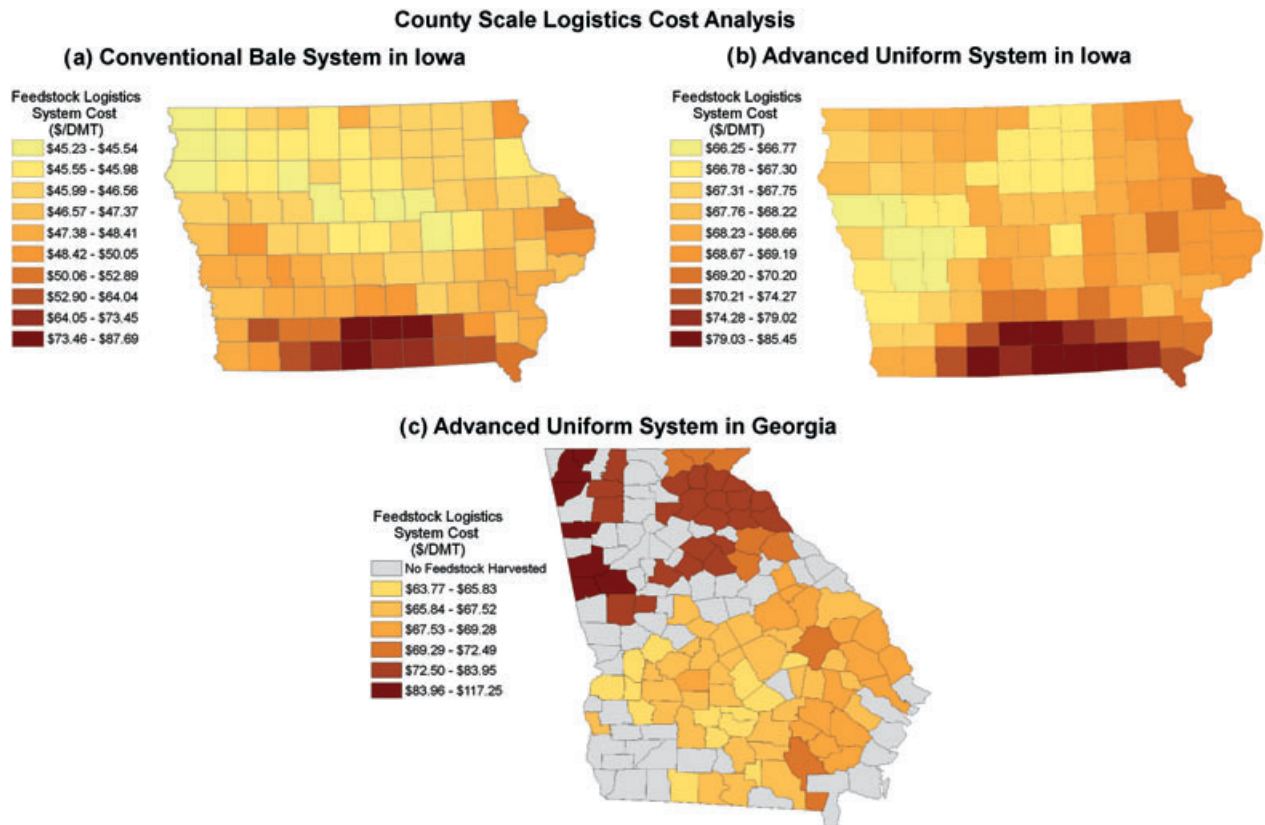 County Scale Logistics Cost Analysis
(a) Conventional Bale System in Iowa
Feedstock Logistics
System Cost
($/DMT)
$45.23 - $45.54
$45.55 - $45.98
$45.99 - $46.56
$46.57 - $47.37
$47.38 - $48.41
$48.42 - $50.05
$50.06 - $52.89
$52.90 - $64.04
$64.05 - $73.45
$73.46 - $87.69
(b) Advanced Uniform System in Iowa
Feedstock Logistics
System Cost
($/DMT)
$66.25 - $66.77
$66.78 - $67.30
$67.31 - $67.75
$67.76 - $68.22
$68.23 - $68.66
$68.67 - $69.19
$69.20 - $70.20
$70.21 - $74.27
$74.28 - $79.02
$79.03 - $85.45
(c) Advanced Uniform System in Georgia
Feedstock Logistics
System Cost
($/DMT)
No Feedstock Harvested
$63.77 - $65.83
$65.84 - $67.52
$67.53 - $69.28
$69.29 - $72.49
$72.50 - $83.95
$83.96 - $117.25